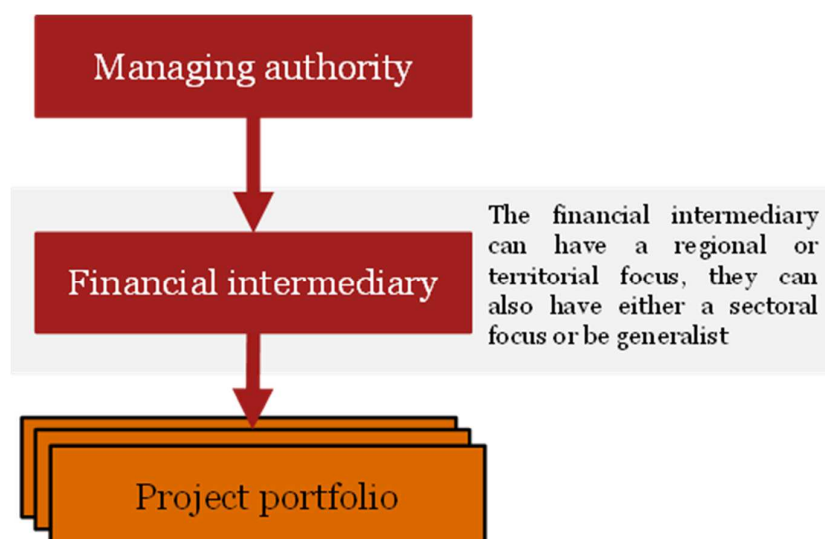 Managing authority
The financial intermediary
can have a regional or
territorial focus, they can
also have either a sectoral
focus or be generalist
Financial intermediary
Project portfolio